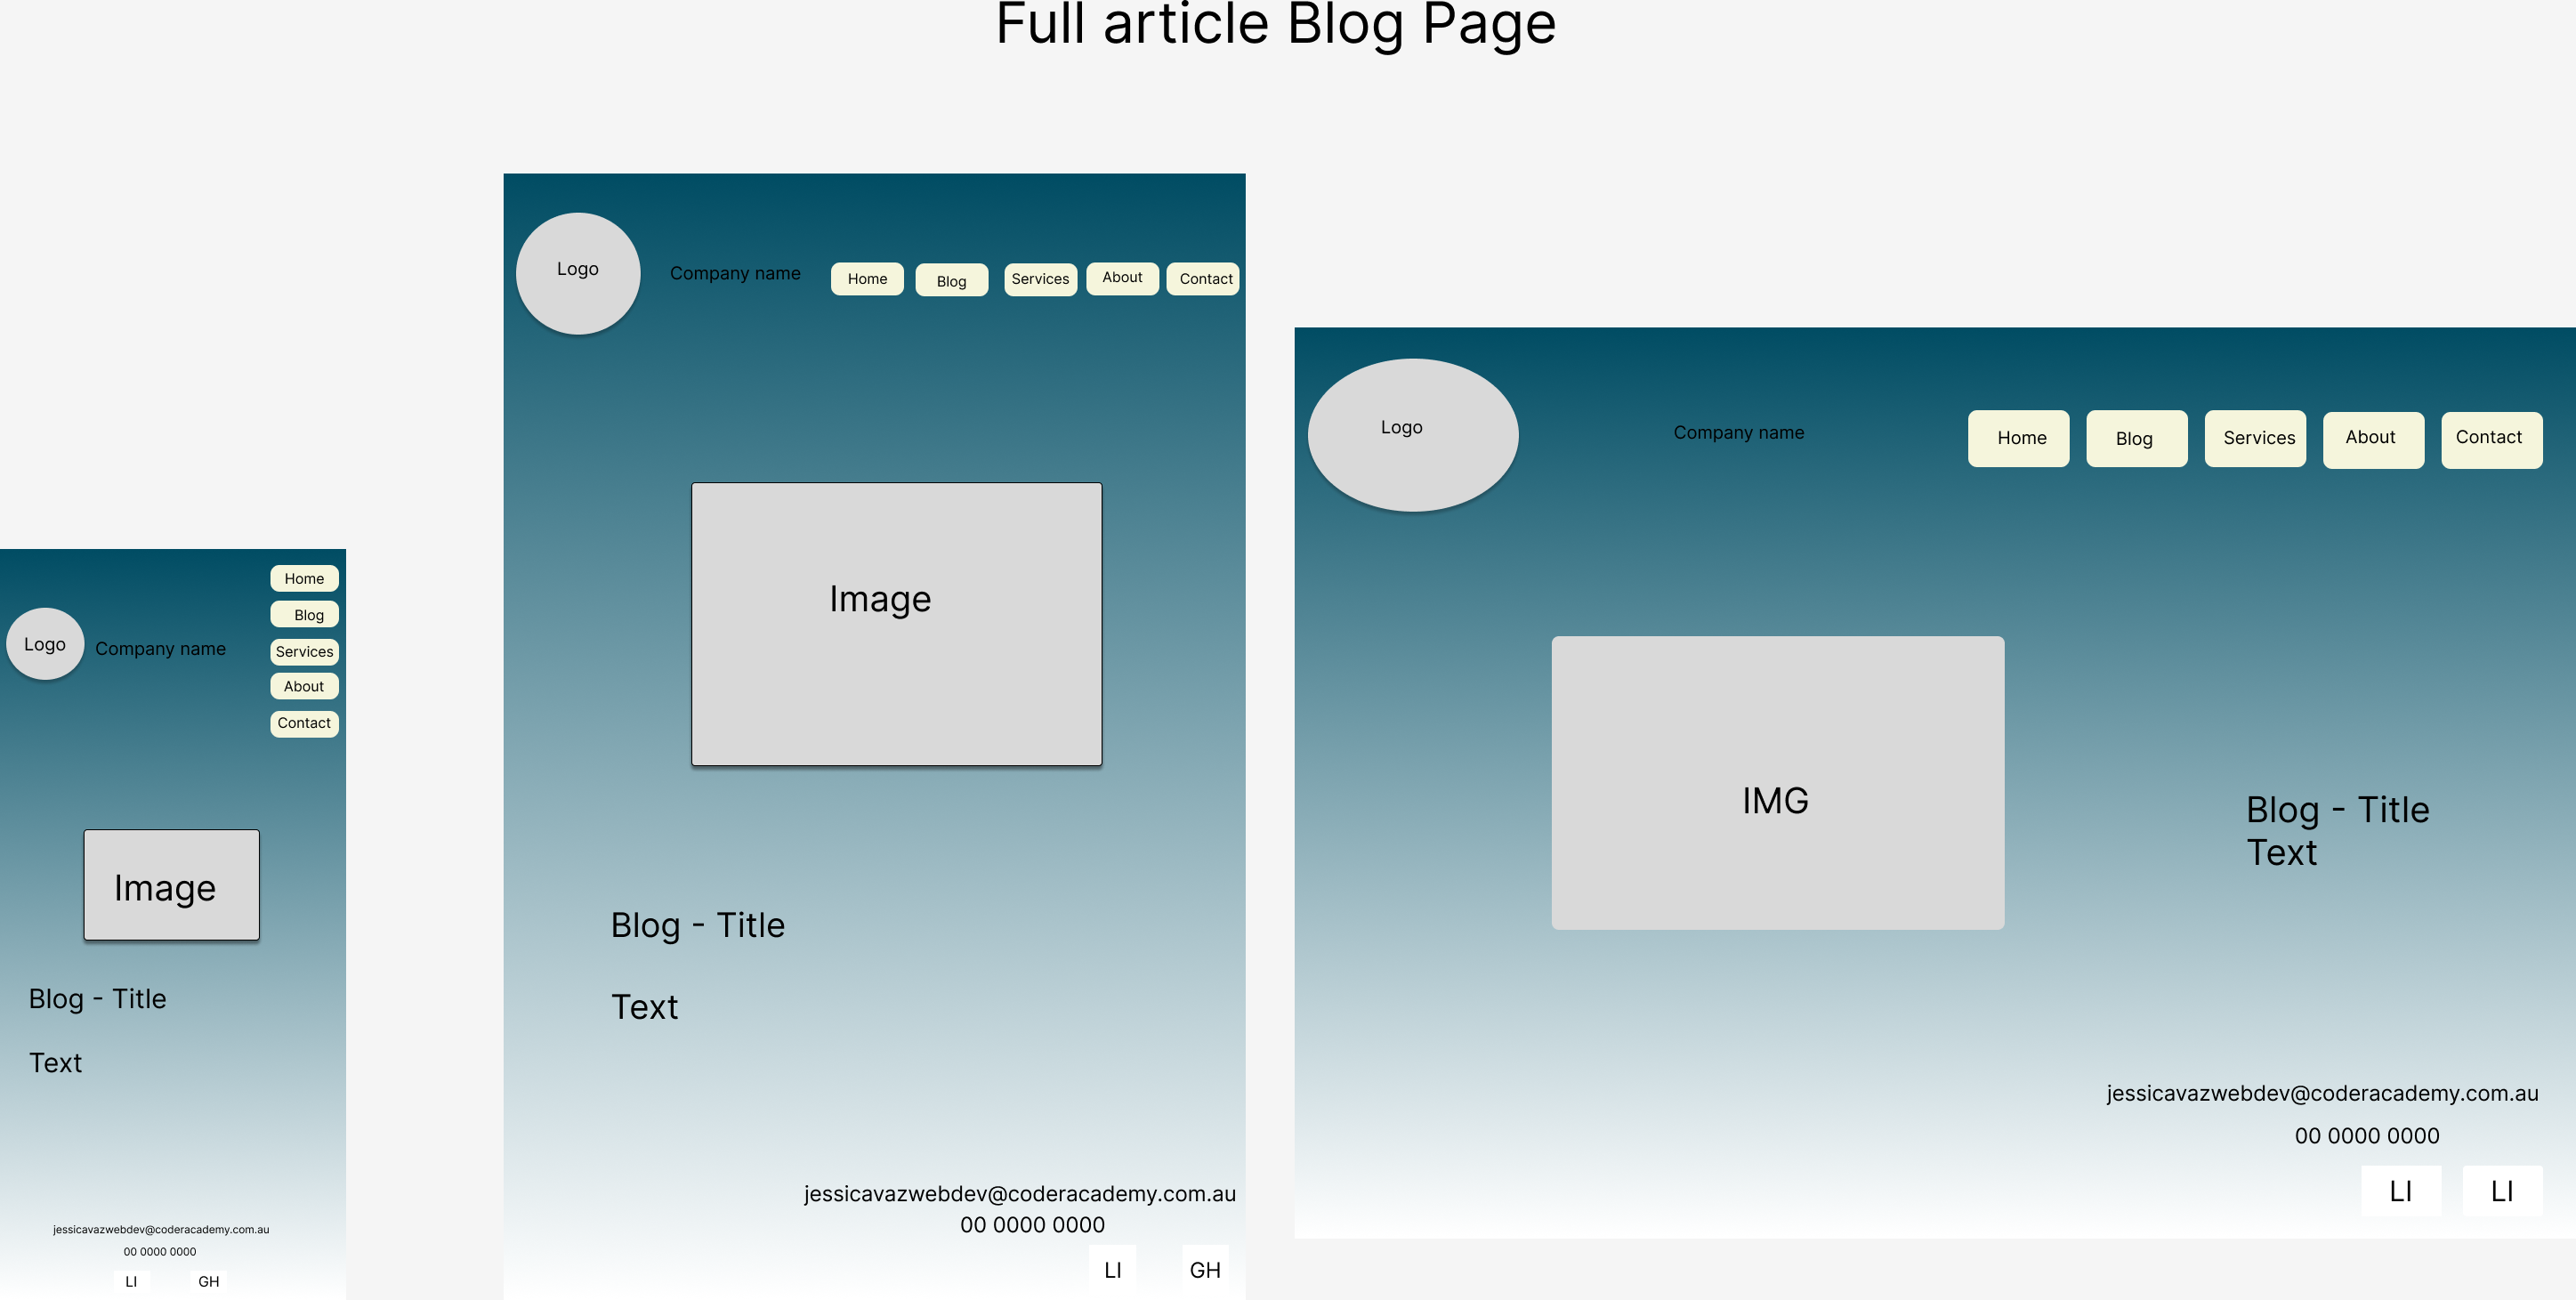 Full article Blog Page
Home
Blog
Logo
Company name
Services
About
Contact
Image
Blog - Title
Text
jessicavazwebdev@coderacademy.com.au
00 0000 0000
LI
GH
Logo
Company name
Home
Blog
Services
About
Contact
Image
Blog - Title
Text
jessicavazwebdev@coderacademy.com.au
00 0000 0000
LI
GH
Logo
Company name
Home
Blog
Services
About
Contact
IMG
Blog - Title
Text
jessicavazwebdev@coderacademy.com.au
00 0000 0000
LI
LI